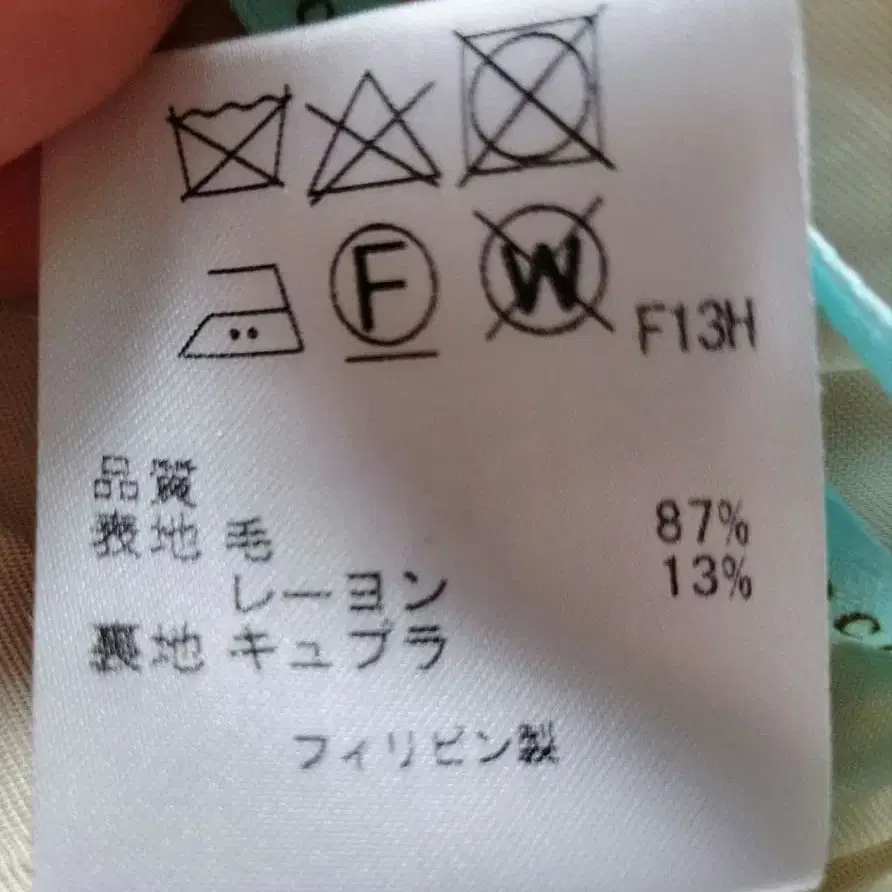 F
W
F13H
品質
表地 毛 87%
レーヨン 13%
裏地 キュプラ
フィリピン製